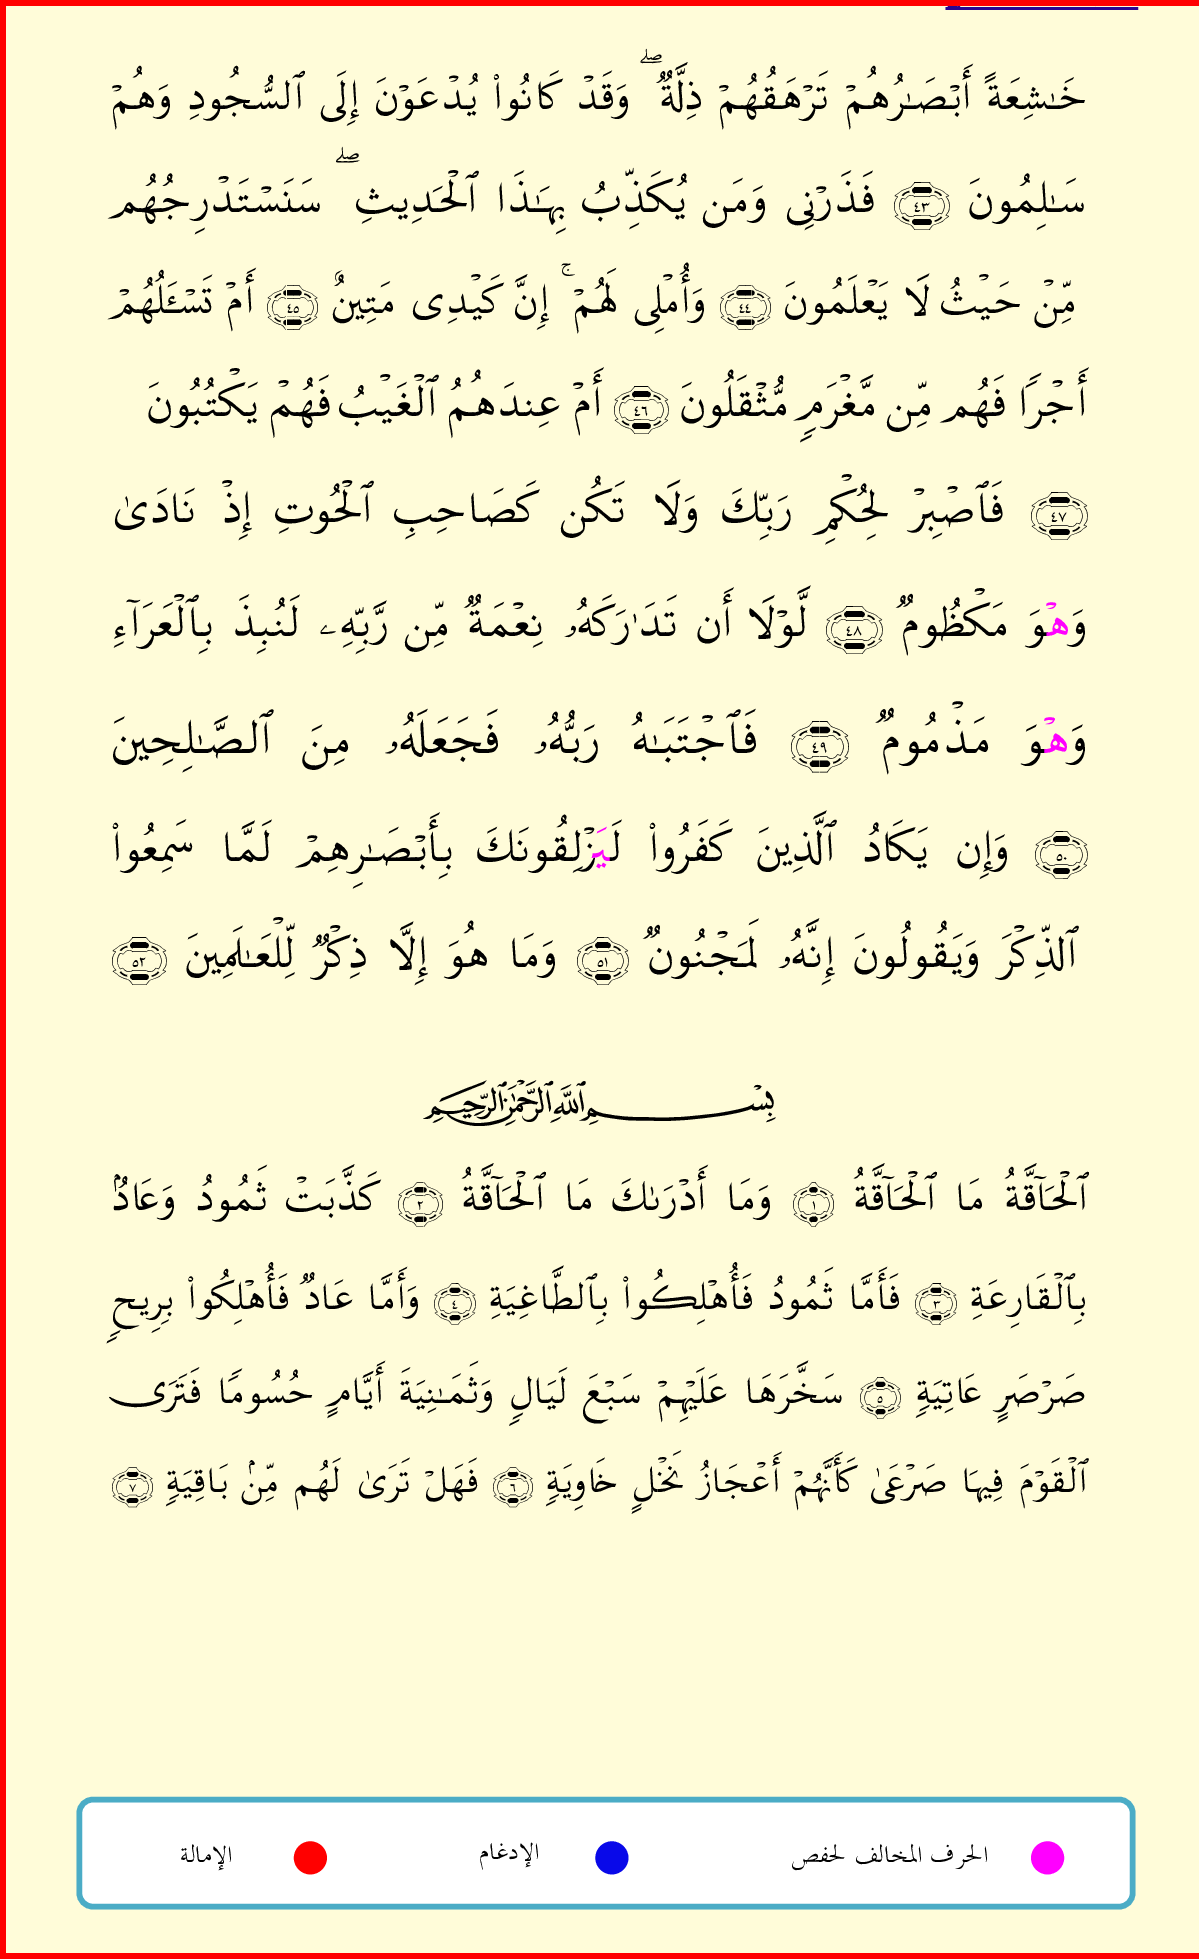 خَـٰشِعَةً أَبۡصَـٰرُهُمۡ تَرۡهَقُهُمۡ ذِلَّةٌۖ وَقَدۡ كَانُوا۟ يُدۡعَوۡنَ إِلَى ٱلسُّجُودِ وَهُمۡ
سَـٰلِمُونَ ٤٣ فَذَرۡنِى وَمَن يُكَذِّبُ بِهَـٰذَا ٱلۡحَدِيثِۖ سَنَسۡتَدۡرِجُهُم
مِّنۡ حَيۡثُ لَا يَعۡلَمُونَ ٤٤ وَأُمۡلِى لَهُمۡۚ إِنَّ كَيۡدِى مَتِينٌ ٤٥ أَمۡ تَسۡـَٔلُهُمۡ
أَجۡرًا فَهُم مِّن مَّغۡرَمٍ مُّثۡقَلُونَ ٤٦ أَمۡ عِندَهُمُ ٱلۡغَيۡبُ فَهُمۡ يَكۡتُبُونَ
٤٧ فَٱصۡبِرۡ لِحُكۡمِ رَبِّكَ وَلَا تَكُن كَصَاحِبِ ٱلۡحُوتِ إِذۡ نَادَىٰ
وَهۡوَ مَكۡظُومٌ ٤٨ لَّوۡلَا أَن تَدَٰرَكَهُۥ نِعۡمَةٌ مِّن رَّبِّهِۦ لَنُبِذَ بِٱلۡعَرَآءِ
وَهۡوَ مَذۡمُومٌ ٤٩ فَٱجۡتَبَـٰهُ رَبُّهُۥ فَجَعَلَهُۥ مِنَ ٱلصَّـٰلِحِينَ
٥٠ وَإِن يَكَادُ ٱلَّذِينَ كَفَرُوا۟ لَيَزۡلِقُونَكَ بِأَبۡصَـٰرِهِمۡ لَمَّا سَمِعُوا۟
ٱلذِّكۡرَ وَيَقُولُونَ إِنَّهُۥ لَمَجۡنُونٌ ٥١ وَمَا هُوَ إِلَّا ذِكۡرٌ لِّلۡعَـٰلَمِينَ ٥٢
بِسۡمِ ٱللَّهِ ٱلرَّحۡمَـٰنِ ٱلرَّحِيمِ
ٱلۡحَآقَّةُ مَا ٱلۡحَآقَّةُ ١ وَمَا أَدۡرَىٰكَ مَا ٱلۡحَآقَّةُ ٢ كَذَّبَتۡ ثَمُودُ وَعَادُۢ
بِٱلۡقَارِعَةِ ٣ فَأَمَّا ثَمُودُ فَأُهۡلِكُوا۟ بِٱلطَّاغِيَةِ ٤ وَأَمَّا عَادٌ فَأُهۡلِكُوا۟ بِرِيحٍ
صَرۡصَرٍ عَاتِيَةٍ ٥ سَخَّرَهَا عَلَيۡهِمۡ سَبۡعَ لَيَالٍ وَثَمَـٰنِيَةَ أَيَّامٍ حُسُومًا فَتَرَى
ٱلۡقَوۡمَ فِيهَا صَرۡعَىٰ كَأَنَّهُمۡ أَعۡجَازُ نَخۡلٍ خَاوِيَةٍ ٦ فَهَلۡ تَرَىٰ لَهُم مِّنۢ بَاقِيَةٍ ٧
الحرف المخالف لحفص الإدغام الإمالة